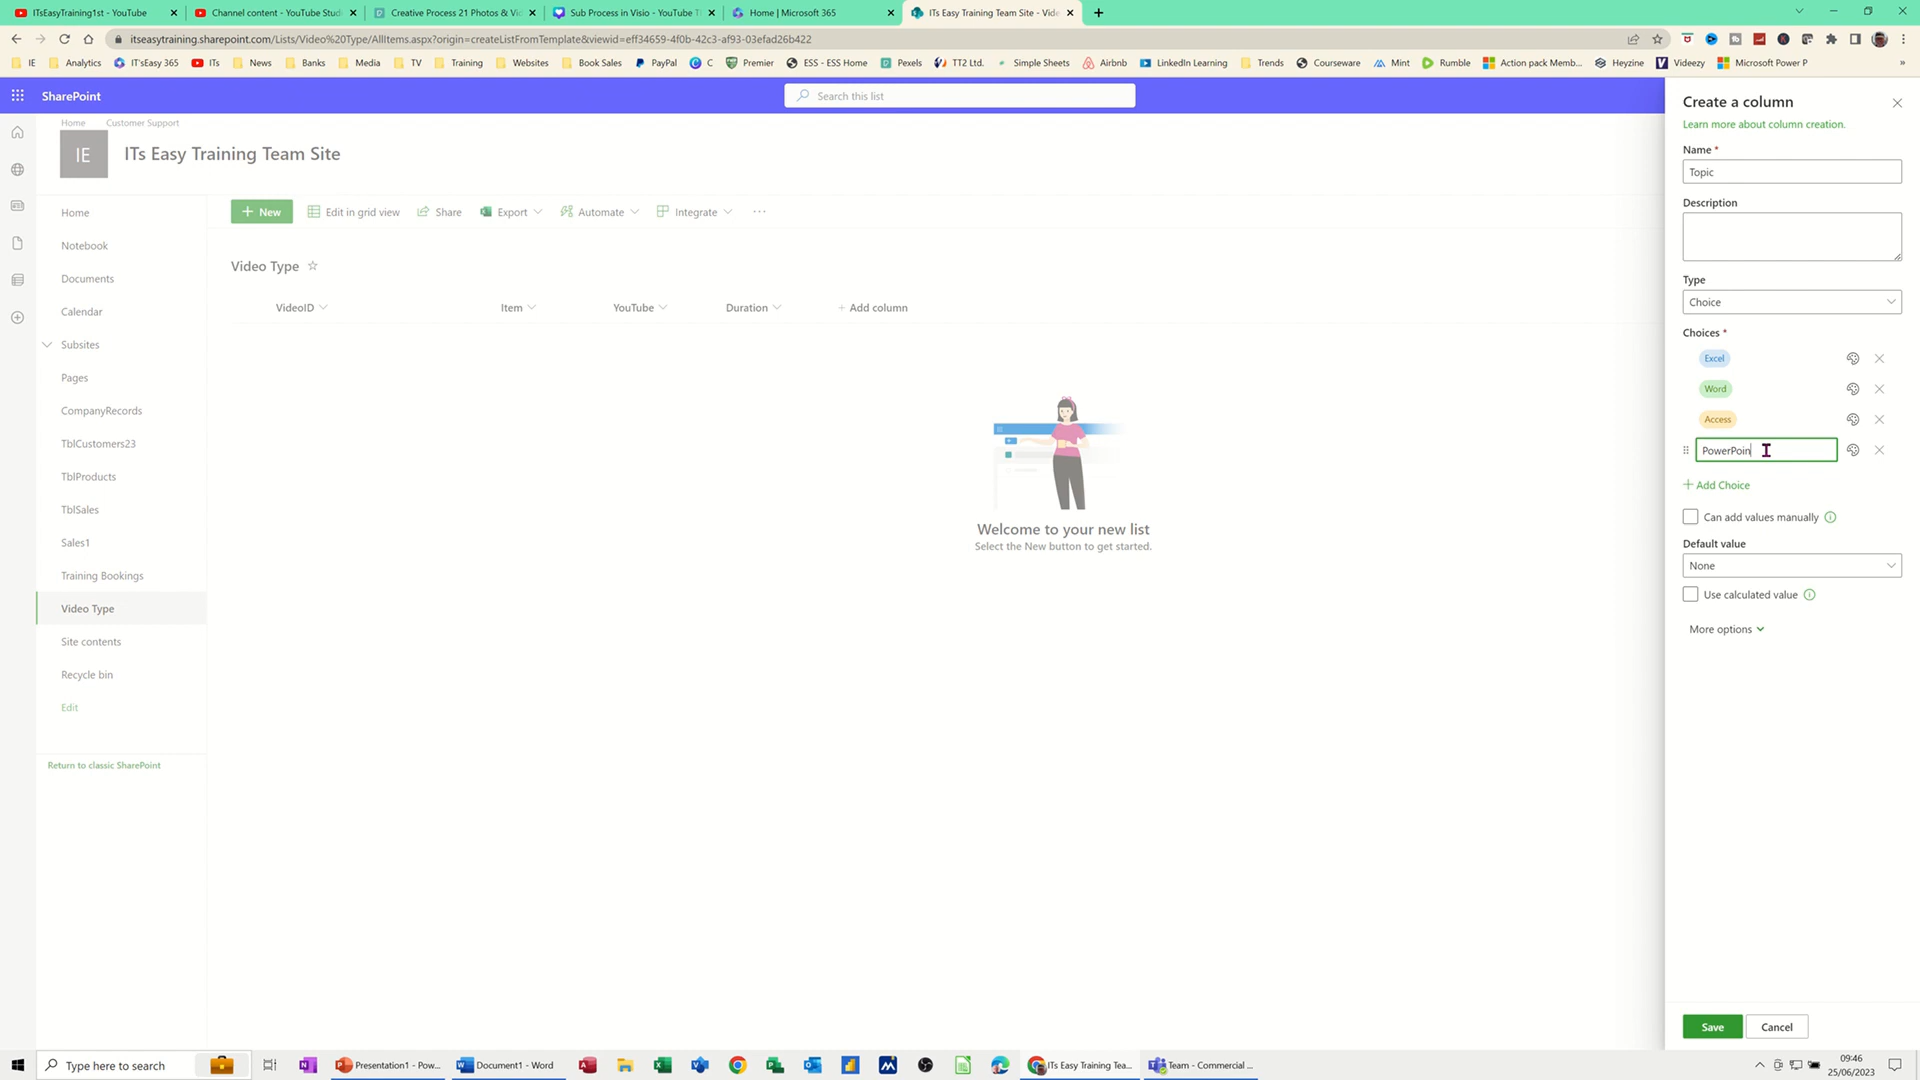 ITsEasyTraining1st - YouTube
Channel content - YouTube Stud
Creative Process 21 Photos & Vi
Sub Process in Visio - YouTube T
Home | Microsoft 365
ITs Easy Training Team Site - Vide
itseasytraining.sharepoint.com/Lists/Video%20Type/AllItems.aspx?origin=createListFromTemplate&viewid=eff34659-4f0b-42c3-af93-03efad26b422
IE Analytics IT'sEasy 365 ITs News Banks Media TV Training Websites Book Sales PayPal C Premier ESS - ESS Home Pexels TT2 Ltd. Simple Sheets Airbnb LinkedIn Learning Trends Courseware Mint Rumble Action pack Memb... Heyzine Videezy Microsoft Power P
SharePoint
Search this list
Home Customer Support
IE
ITs Easy Training Team Site
Home
Notebook
Documents
Calendar
Subsites
Pages
CompanyRecords
TblCustomers23
TblProducts
TblSales
Sales1
Training Bookings
Video Type
Site contents
Recycle bin
Edit
Return to classic SharePoint
+ New Edit in grid view Share Export Automate Integrate ...
Video Type
VideoID Item YouTube Duration + Add column
Welcome to your new list
Select the New button to get started.
Create a column
Learn more about column creation.
Name *
Topic
Description
Type
Choice
Choices *
Excel
Word
Access
PowerPoin
+ Add Choice
Can add values manually
Default value
None
Use calculated value
More options
Save Cancel
Type here to search
Presentation1 - Pow...
Document1 - Word
ITs Easy Training Tea...
Team - Commercial ...
09:46
25/06/2023